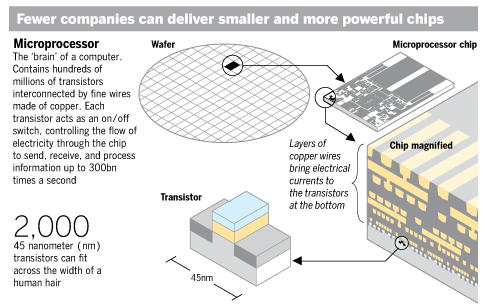 Fewer companies can deliver smaller and more powerful chips
Microprocessor
The 'brain' of a computer.
Contains hundreds of
millions of transistors
interconnected by fine wires
made of copper. Each
transistor acts as an on/off
switch, controlling the flow of
electricity through the chip
to send, receive, and process
information up to 300bn
times a second
2,000
45 nanometer (nm)
transistors can fit
across the width of a
human hair
Wafer
Microprocessor chip
Chip magnified
Layers of
copper wires
bring electrical
currents to
the transistors
at the bottom
Transistor
45nm